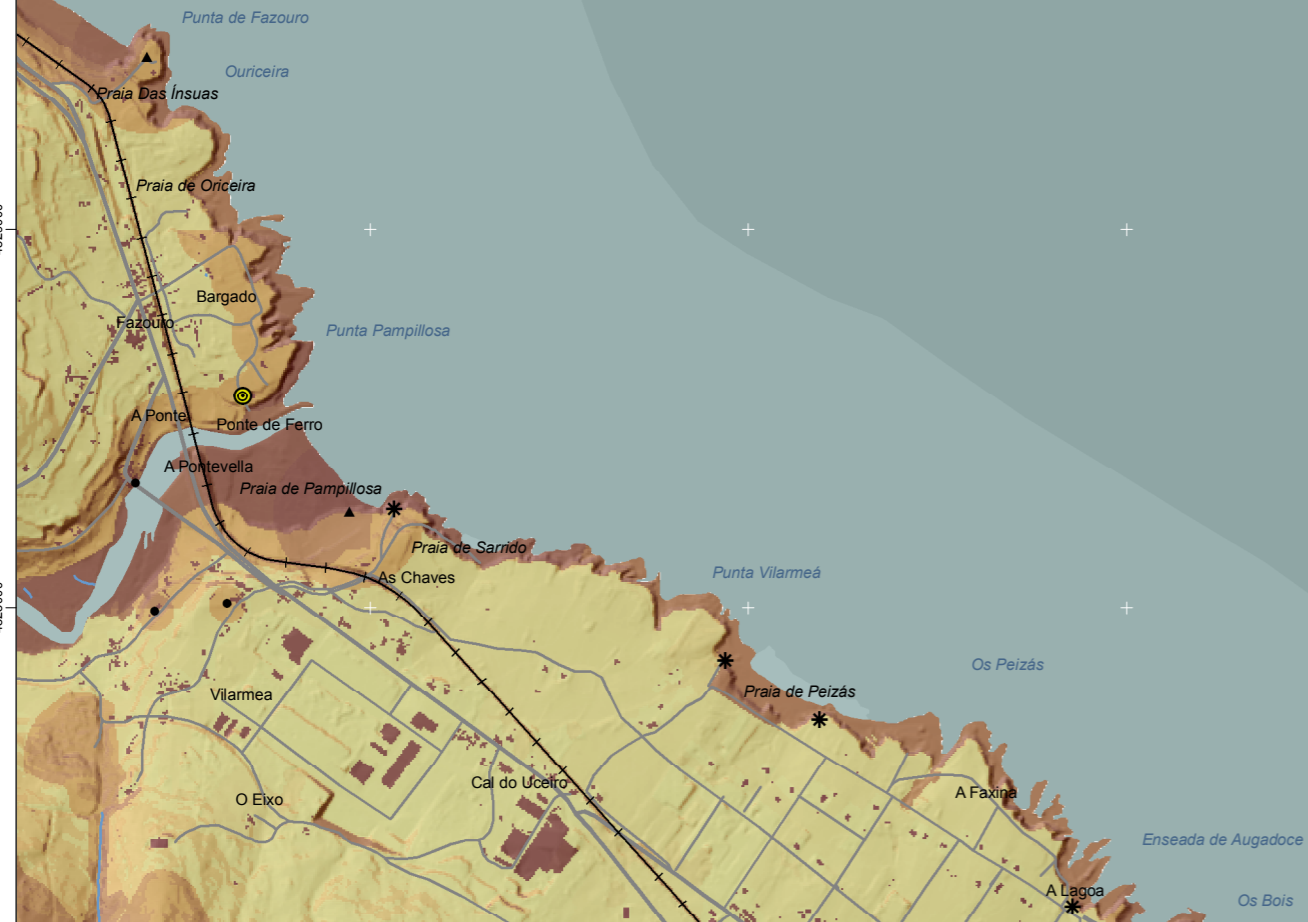 Punta de Fazouro
Ouriceira
Praia Das Ínsuas
Praia de Oriceira
Bargado
Fazouro
Punta Pampillosa
A Ponte
Ponte de Ferro
A Pontevella
Praia de Pampillosa
Praia de Sarrido
As Chaves
Punta Vilarmeá
Os Peizás
Praia de Peizás
Vilarmea
Cal do Uceiro
O Eixo
A Faxina
Enseada de Augadoce
A Lagoa
Os Bois